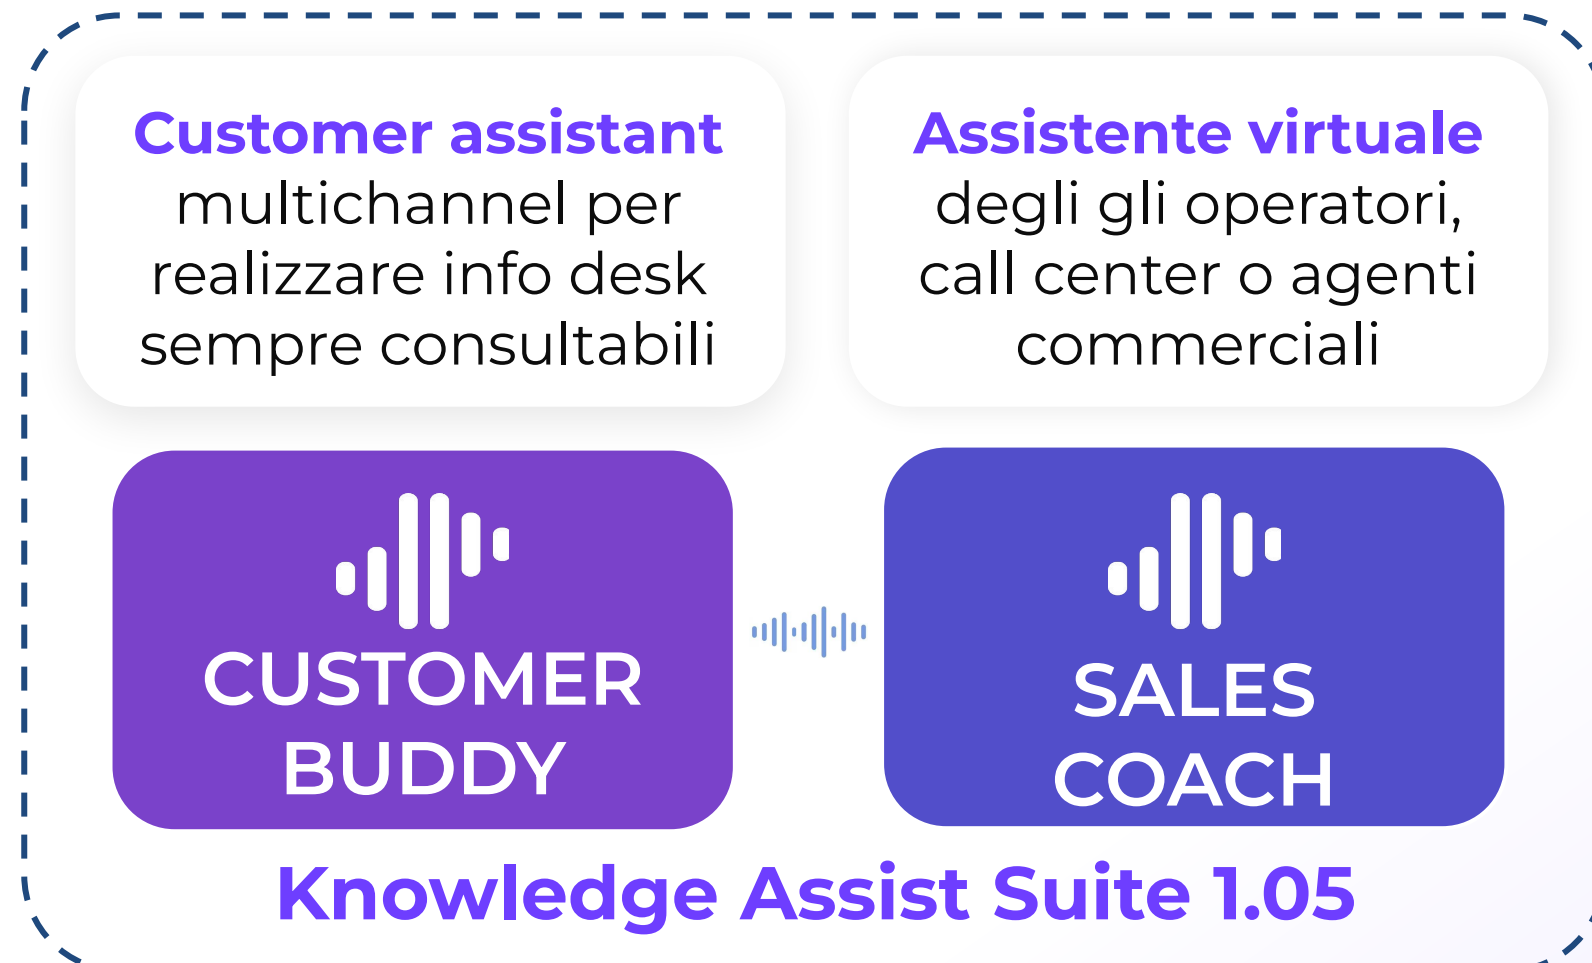 Customer assistant
multichannel per
realizzare info desk
sempre consultabili
Assistente virtuale
degli gli operatori,
call center o agenti
commerciali
CUSTOMER
BUDDY
SALES
COACH
Knowledge Assist Suite 1.05